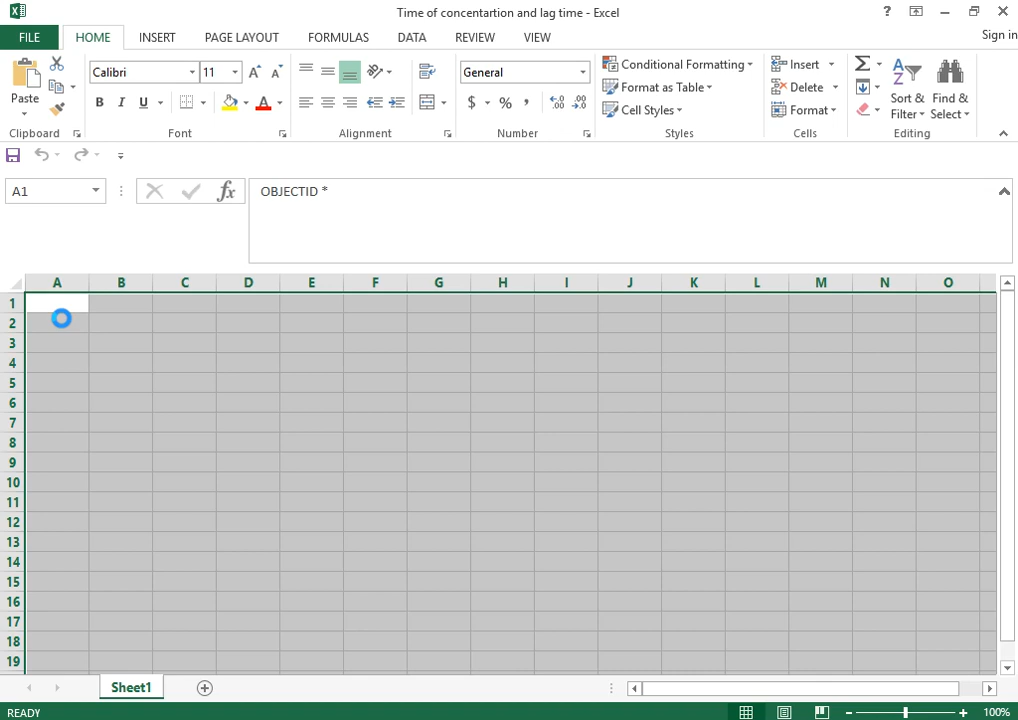 Time of concentartion and lag time - Excel
?
FILE HOME INSERT PAGE LAYOUT FORMULAS DATA REVIEW VIEW Sign in
Paste
Calibri 11
B I U A
General
$ % ,
Conditional Formatting
Format as Table
Cell Styles
Insert
Delete
Format
Sort &
Filter
Find &
Select
Clipboard Font Alignment Number Styles Cells Editing
A1 fx OBJECTID *
A B C D E F G H I J K L M N O
1
2
3
4
5
6
7
8
9
10
11
12
13
14
15
16
17
18
19
Sheet1
READY 100%